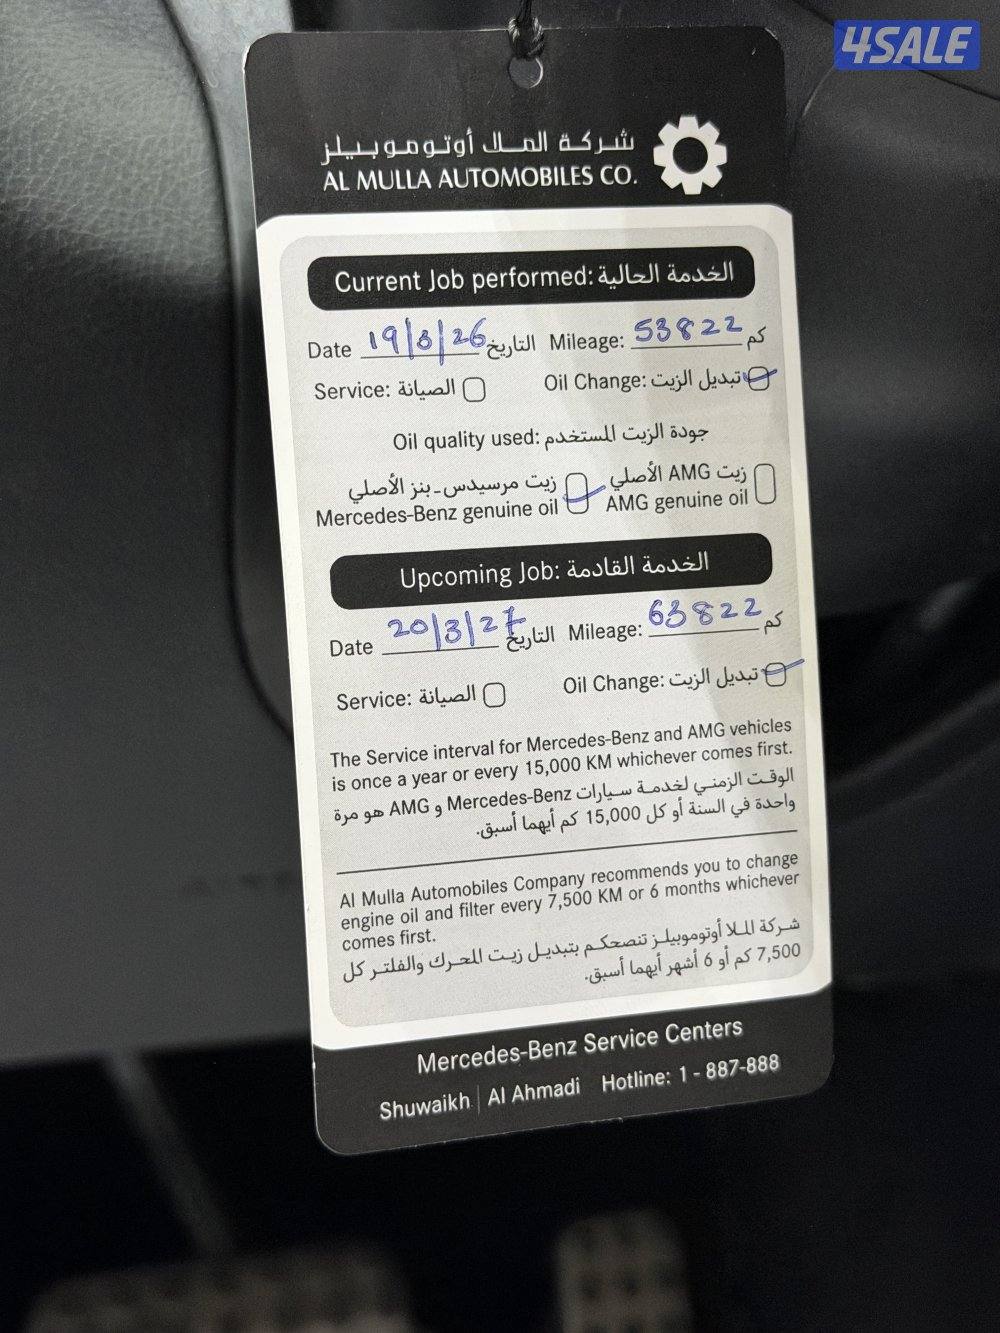 4SALE
شركة الملا أوتوموبيلز
AL MULLA AUTOMOBILES CO.
Current Job performed: الخدمة الحالية
Date 19/3/26 التاريخ Mileage: 53822 كم
Service: الصيانة Oil Change: تبديل الزيت
Oil quality used: جودة الزيت المستخدم
زيت مرسيدس-بنز الأصلي زيت AMG الأصلي
Mercedes-Benz genuine oil AMG genuine oil
Upcoming Job: الخدمة القادمة
Date 20/3/27 التاريخ Mileage: 63822 كم
Service: الصيانة Oil Change: تبديل الزيت
The Service interval for Mercedes-Benz and AMG vehicles
is once a year or every 15,000 KM whichever comes first.
الوقت الزمني لخدمة سيارات Mercedes-Benz و AMG هو مرة
واحدة في السنة أو كل 15,000 كم أيهما أسبق.
Al Mulla Automobiles Company recommends you to change
engine oil and filter every 7,500 KM or 6 months whichever
comes first.
شركة الملا أوتوموبيلز تنصحكم بتبديل زيت المحرك والفلتر كل
7,500 كم أو 6 أشهر أيهما أسبق.
Mercedes-Benz Service Centers
Shuwaikh | Al Ahmadi Hotline: 1 - 887-888